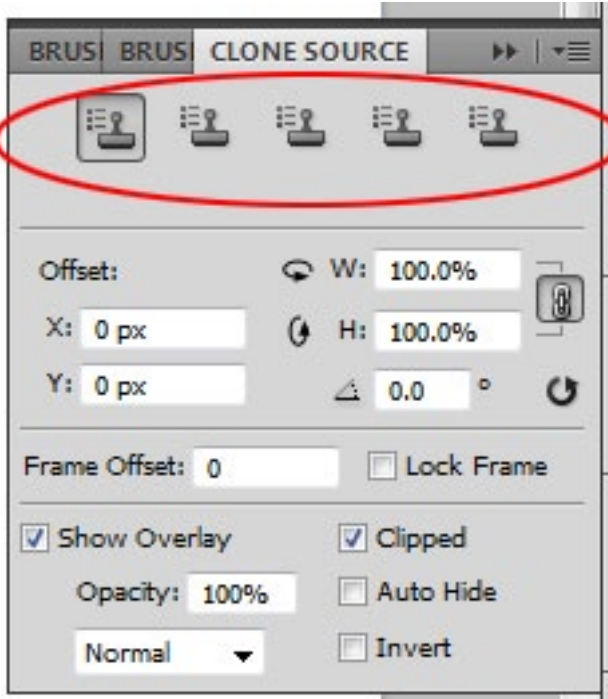 BRUS BRUS CLONE SOURCE
Offset: W: 100.0%
X: 0 px H: 100.0%
Y: 0 px 0.0 °
Frame Offset: 0 Lock Frame
Show Overlay Clipped
Opacity: 100% Auto Hide
Normal Invert